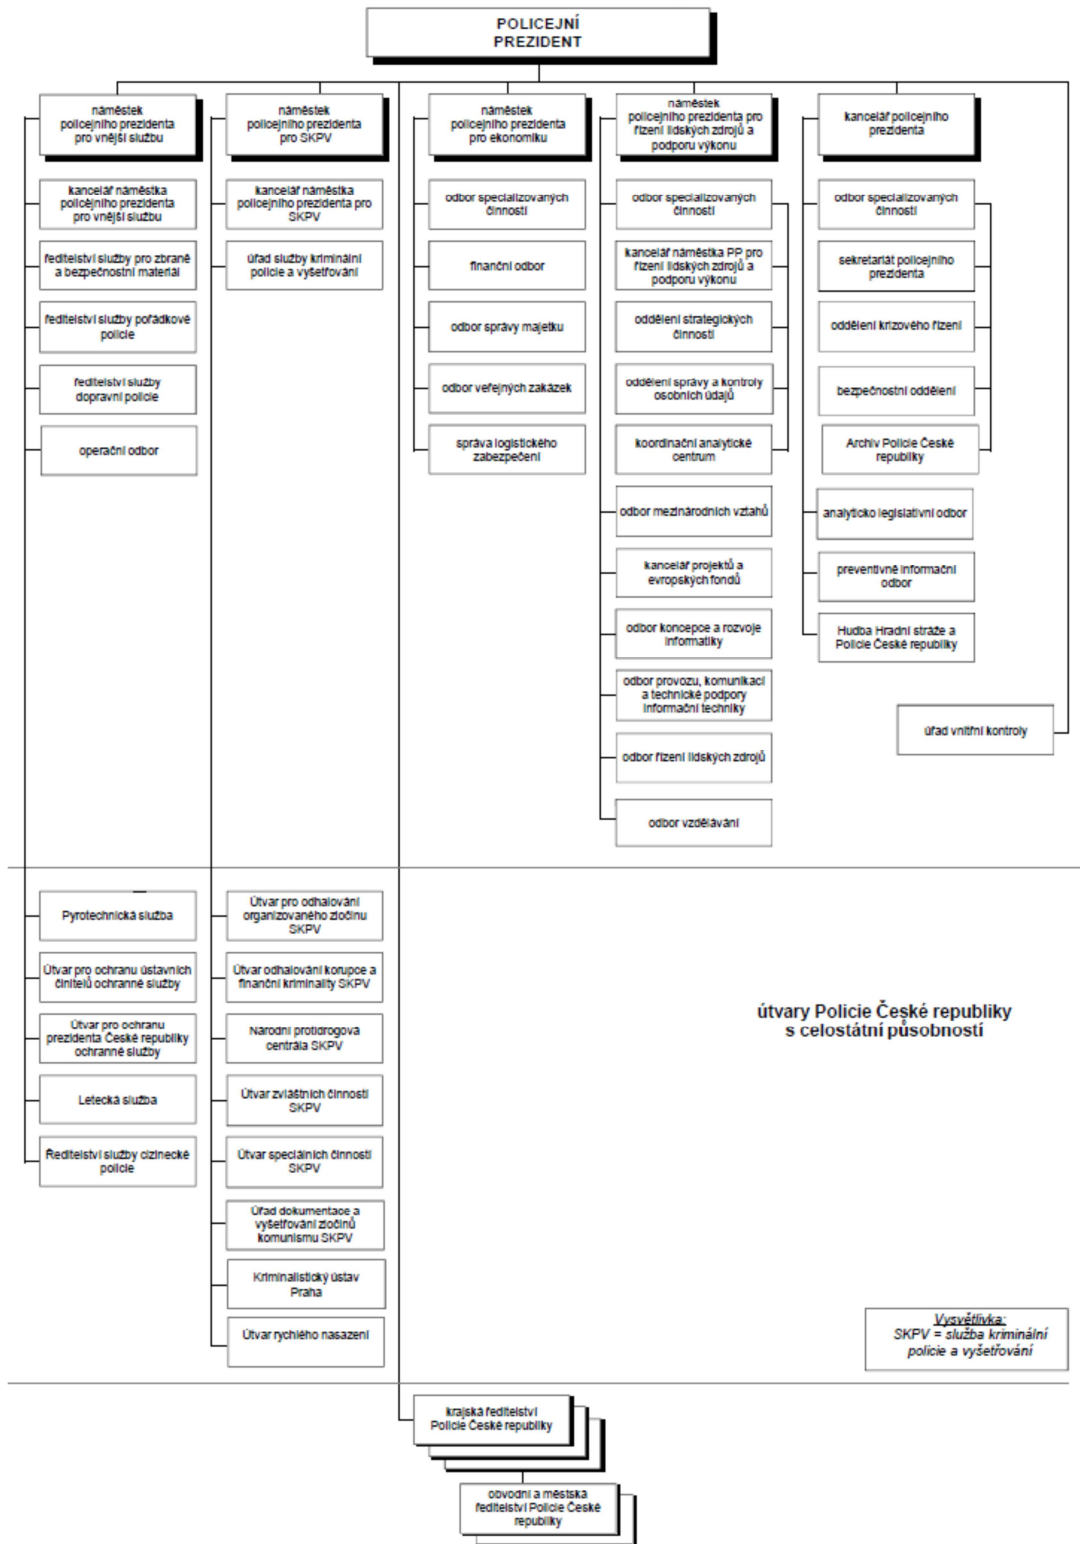 POLICEJNÍ
PREZIDENT
náměstek
policejního prezidenta
pro vnější službu
kancelář náměstka
policejního prezidenta
pro vnější službu
ředitelství služby pro zbraně
a bezpečnostní materiál
ředitelství služby pořádkové
policie
ředitelství služby
dopravní policie
operační odbor
náměstek
policejního prezidenta
pro SKPV
kancelář náměstka
policejního prezidenta pro
SKPV
úřad služby kriminální
policie a vyšetřování
náměstek
policejního prezidenta
pro ekonomiku
odbor specializovaných
činností
finanční odbor
odbor správy majetku
odbor veřejných zakázek
správa logistického
zabezpečení
náměstek
policejního prezidenta pro
řízení lidských zdrojů a
podporu výkonu
odbor specializovaných
činností
kancelář náměstka PP pro
řízení lidských zdrojů a
podporu výkonu
oddělení strategických
činností
oddělení správy a kontroly
osobních údajů
koordinační analytické
centrum
odbor mezinárodních vztahů
kancelář projektů a
evropských fondů
odbor koncepce a rozvoje
informatiky
odbor provozu, komunikací
a technické podpory
informační techniky
odbor řízení lidských zdrojů
odbor vzdělávání
kancelář policejního
prezidenta
odbor specializovaných
činností
sekretariát policejního
prezidenta
oddělení krizového řízení
bezpečnostní oddělení
Archiv Policie České
republiky
analyticko legislativní odbor
preventivně informační
odbor
Hudba Hradní stráže a
Policie České republiky
úřad vnitřní kontroly
Pyrotechnická služba
Útvar pro ochranu ústavních
činitelů ochranné služby
Útvar pro ochranu
prezidenta České republiky
ochranné služby
Letecká služba
Ředitelství služby cizinecké
policie
Útvar pro odhalování
organizovaného zločinu
SKPV
Útvar odhalování korupce a
finanční kriminality SKPV
Národní protidrogová
centrála SKPV
Útvar zvláštních činností
SKPV
Útvar speciálních činností
SKPV
Úřad dokumentace a
vyšetřování zločinů
komunismu SKPV
Kriminalistický ústav
Praha
Útvar rychlého nasazení
útvary Policie České republiky
s celostátní působností
Vysvětlivka:
SKPV = služba kriminální
policie a vyšetřování
krajská ředitelství
Policie České republiky
obvodní a městská
ředitelství Policie České
republiky